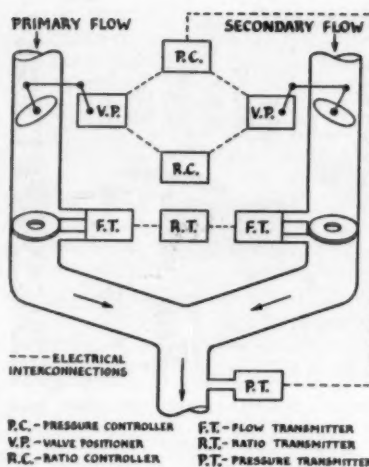 PRIMARY FLOW
SECONDARY FLOW
P.C.
V.P.
V.P.
R.C.
F.T.
R.T.
F.T.
ELECTRICAL
INTERCONNECTIONS
P.T.
P.C.-PRESSURE CONTROLLER
V.P.-VALVE POSITIONER
R.C.-RATIO CONTROLLER
F.T.-FLOW TRANSMITTER
R.T.-RATIO TRANSMITTER
P.T.-PRESSURE TRANSMITTER